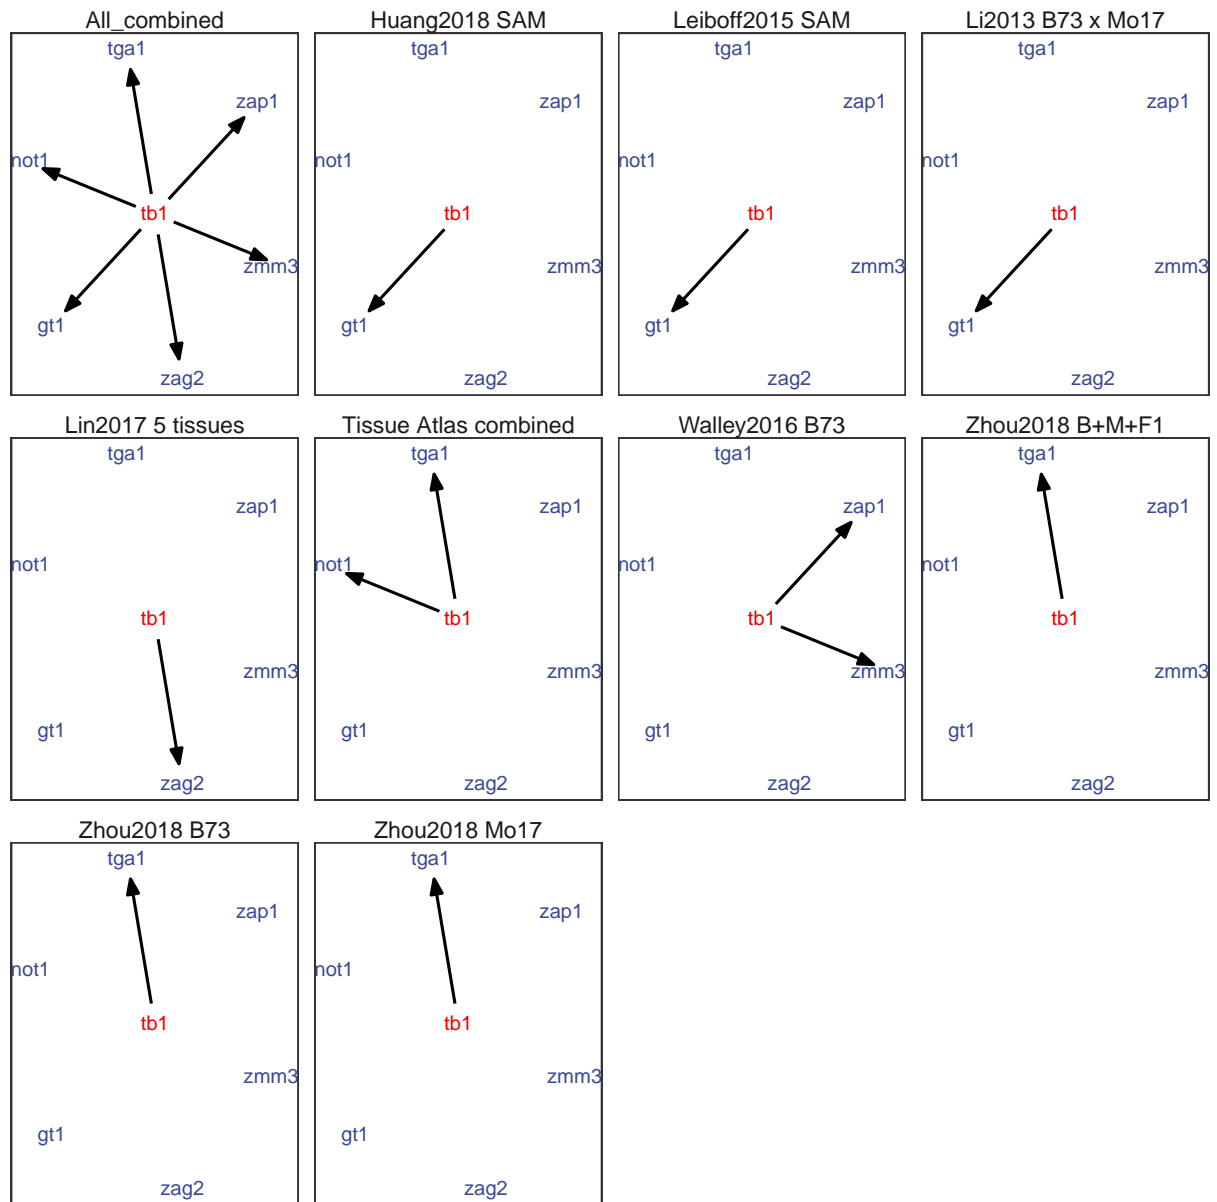 All_combined
tga1
zap1
not1
tb1
zmm3
gt1
zag2
Huang2018 SAM
tga1
zap1
not1
tb1
zmm3
gt1
zag2
Leiboff2015 SAM
tga1
zap1
not1
tb1
zmm3
gt1
zag2
Li2013 B73 x Mo17
tga1
zap1
not1
tb1
zmm3
gt1
zag2
Lin2017 5 tissues
tga1
zap1
not1
tb1
zmm3
gt1
zag2
Tissue Atlas combined
tga1
zap1
not1
tb1
zmm3
gt1
zag2
Walley2016 B73
tga1
zap1
not1
tb1
zmm3
gt1
zag2
Zhou2018 B+M+F1
tga1
zap1
not1
tb1
zmm3
gt1
zag2
Zhou2018 B73
tga1
zap1
not1
tb1
zmm3
gt1
zag2
Zhou2018 Mo17
tga1
zap1
not1
tb1
zmm3
gt1
zag2